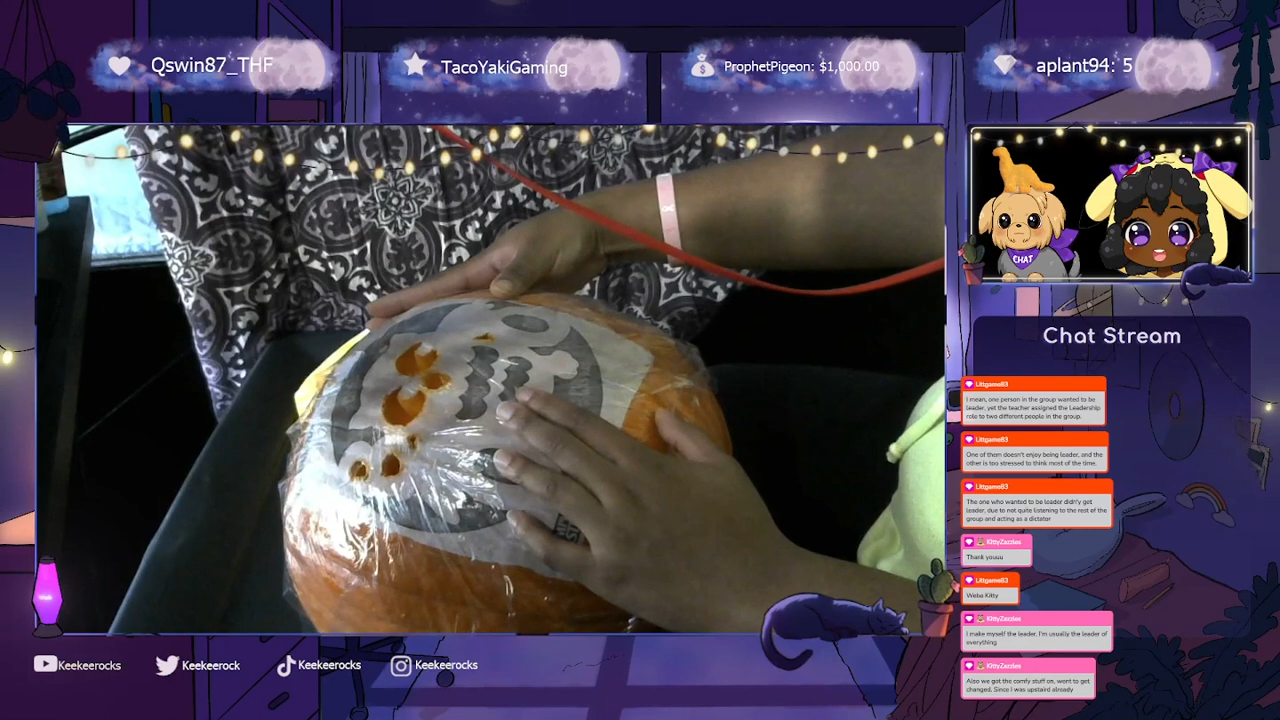 Qswin87_THF
TacoYakiGaming
ProphetPigeon: $1,000.00
aplant94: 5
CHAT
Chat Stream
Littgame83
I mean, one person in the group wanted to be
leader, yet the teacher assigned the Leadership
role to two different people in the group.
Littgame83
One of them doesn't enjoy being leader, and the
other is too stressed to think most of the time.
Littgame83
The one who wanted to be leader didn'y get
leader, due to not quite listening to the rest of the
group and acting as a dictator
KittyZazzles
Thank youuu
Littgame83
Weba Kitty
KittyZazzles
I make myself the leader. I'm usually the leader of
everything
KittyZazzles
Also we got the comfy stuff on, went to get
changed. Since I was upstaird already
Keekeerocks
Keekeerock
Keekeerocks
Keekeerocks